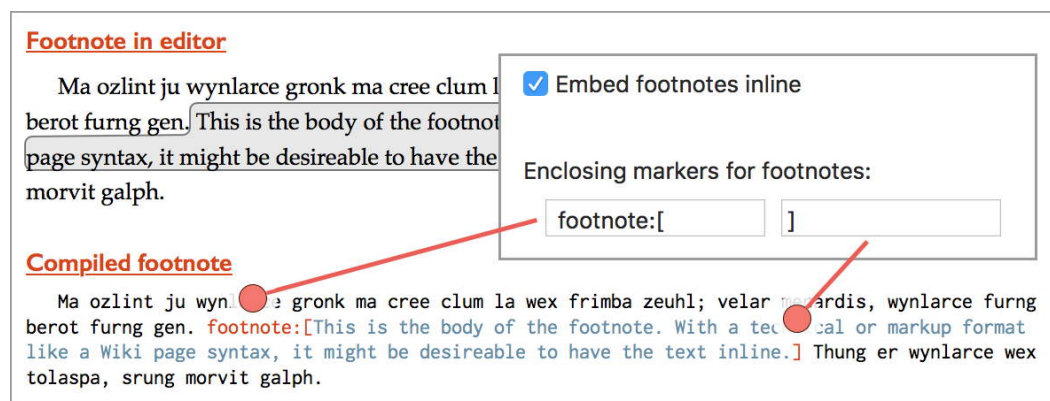 Footnote in editor
Ma ozlint ju wynlarce gronk ma cree clum l
berot furng gen. This is the body of the footnot
page syntax, it might be desireable to have the
morvit galph.
Embed footnotes inline
Enclosing markers for footnotes:
footnote:[ ]
Compiled footnote
Ma ozlint ju gronk ma cree clum la wex frimba zeuhl; velar wynlarce furng
berot furng gen. footnote:[This is the body of the footnote. With a or markup format
like a Wiki page syntax, it might be desireable to have the text inline.] Thung er wynlarce wex
tolaspa, srung morvit galph.